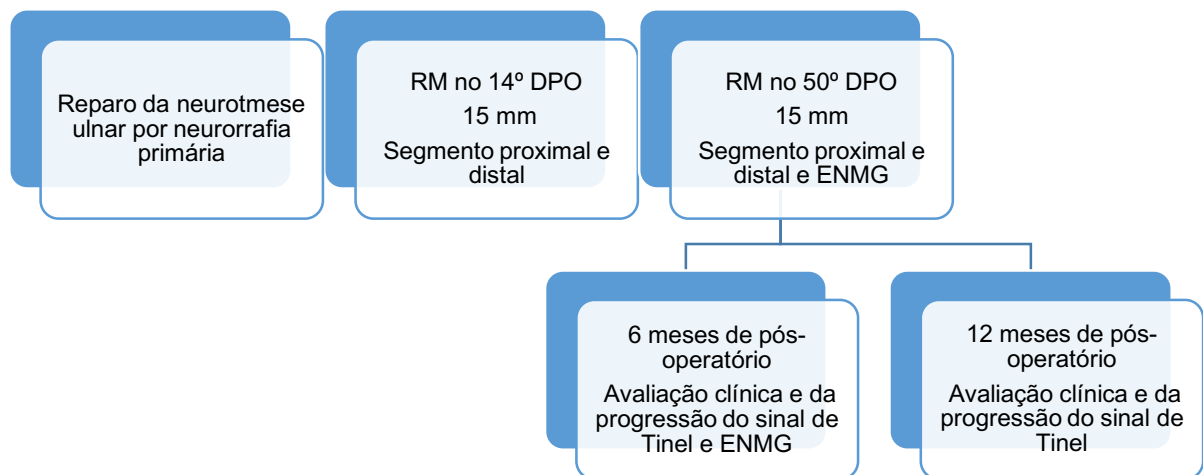 Reparo da neurotmese
ulnar por neurorrafia
primária
RM no 14º DPO
15 mm
Segmento proximal e
distal
RM no 50º DPO
15 mm
Segmento proximal e
distal e ENMG
6 meses de pós-
operatório
Avaliação clínica e da
progressão do sinal de
Tinel e ENMG
12 meses de pós-
operatório
Avaliação clínica e da
progressão do sinal de
Tinel